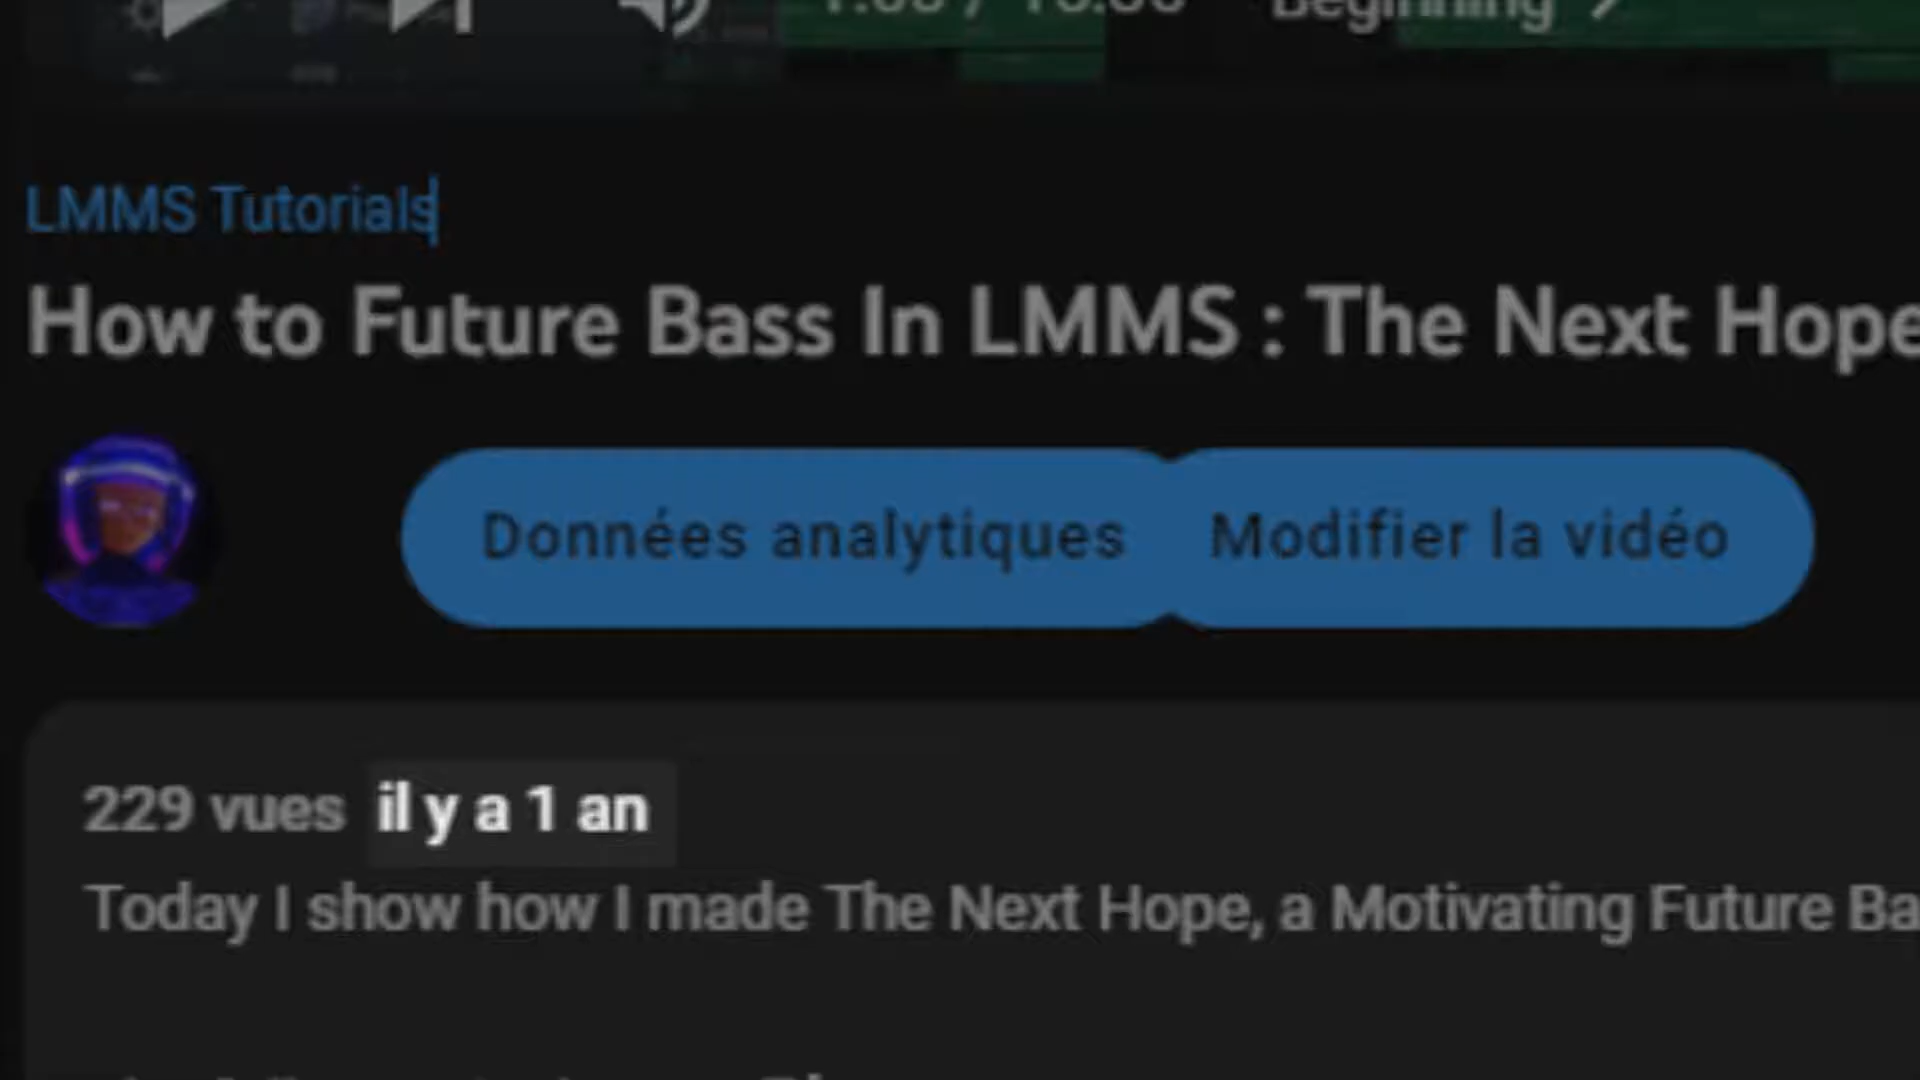 Beginning
LMMS Tutorials
How to Future Bass In LMMS : The Next Hope
Données analytiques Modifier la vidéo
229 vues il y a 1 an
Today I show how I made The Next Hope, a Motivating Future Ba